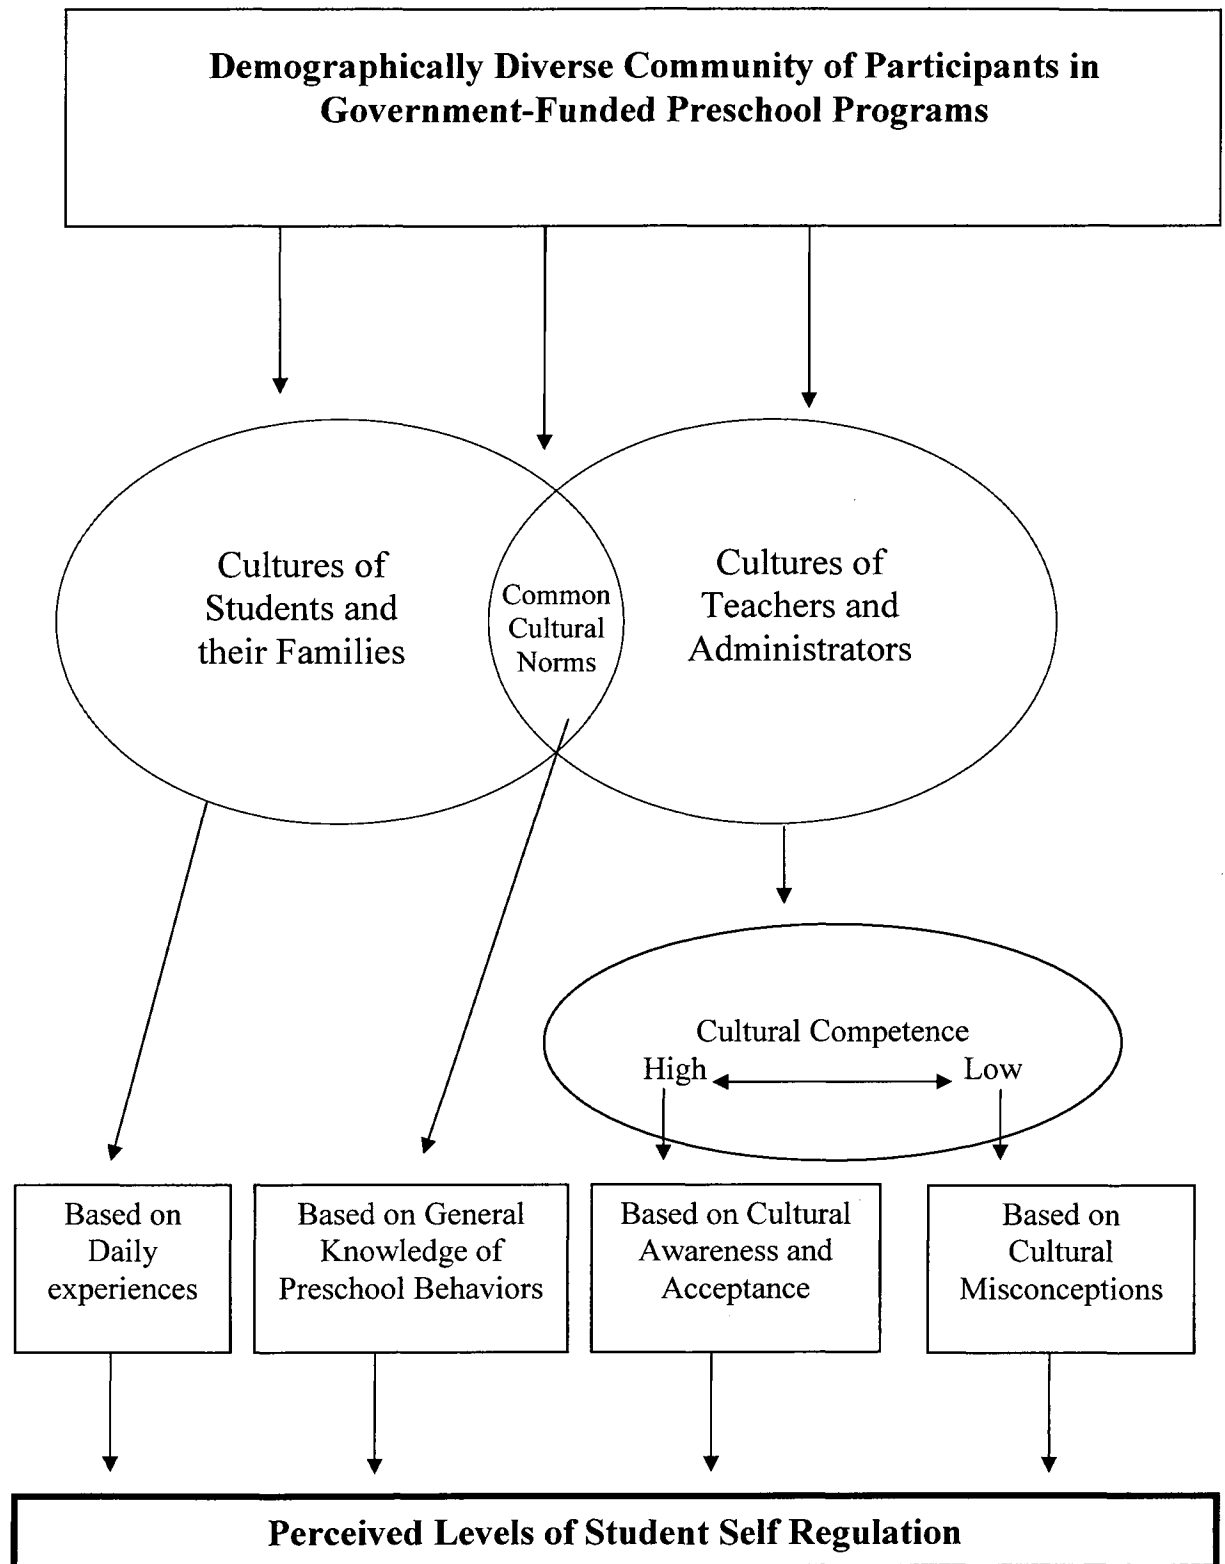 Demographically Diverse Community of Participants in
Government-Funded Preschool Programs
Cultures of
Students and
their Families
Common
Cultural
Norms
Cultures of
Teachers and
Administrators
Cultural Competence
High
Low
Based on
Daily
experiences
Based on General
Knowledge of
Preschool Behaviors
Based on Cultural
Awareness and
Acceptance
Based on
Cultural
Misconceptions
Perceived Levels of Student Self Regulation